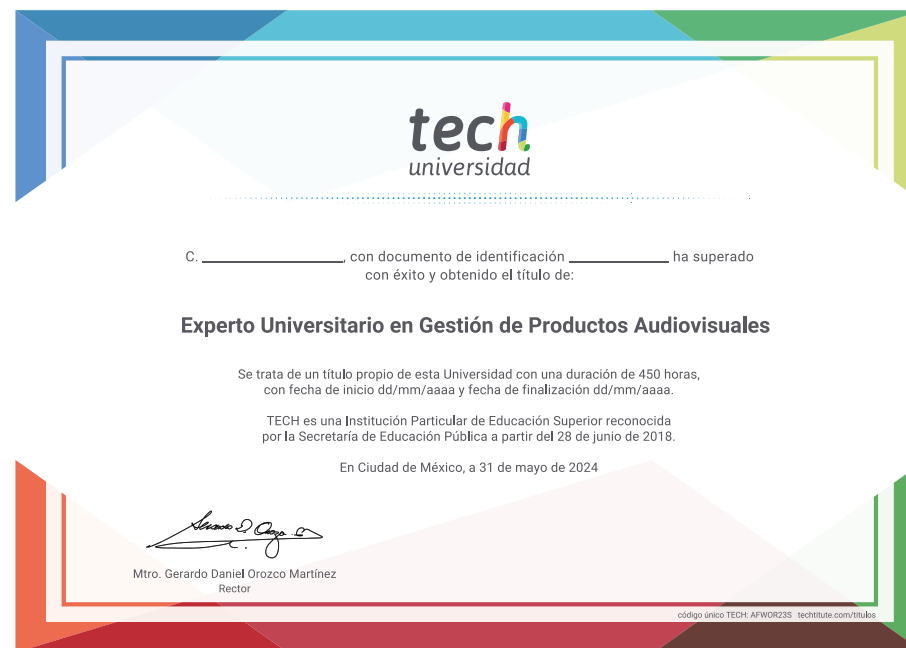 tech
universidad
C. ____________, con documento de identificación ____________ ha superado
con éxito y obtenido el título de:
Experto Universitario en Gestión de Productos Audiovisuales
Se trata de un título propio de esta Universidad con una duración de 450 horas,
con fecha de inicio dd/mm/aaaa y fecha de finalización dd/mm/aaaa.
TECH es una Institución Particular de Educación Superior reconocida
por la Secretaría de Educación Pública a partir del 28 de junio de 2018.
En Ciudad de México, a 31 de mayo de 2024
Mtro. Gerardo Daniel Orozco Martínez
Rector
código único TECH: AFWOR23S techtitute.com/titulos